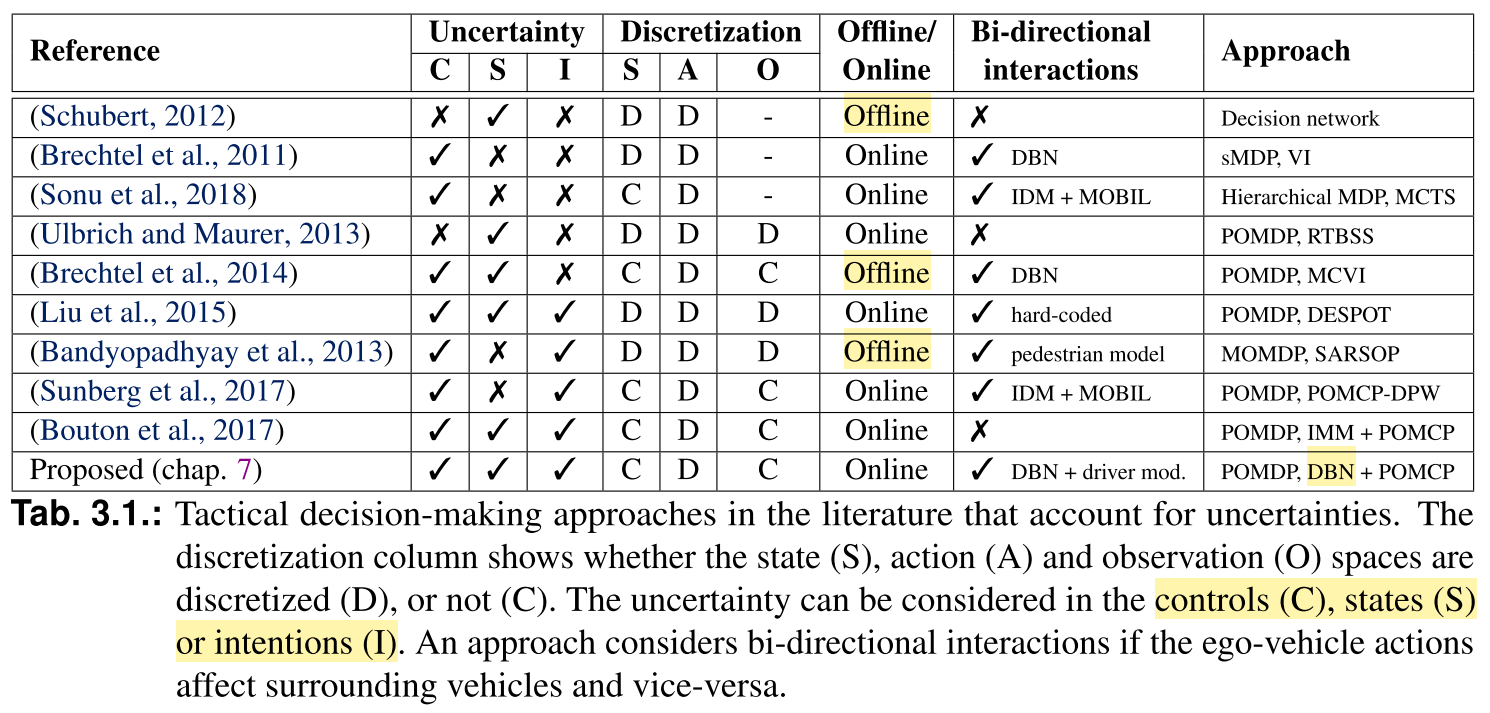 Reference Uncertainty Discretization Offline/ Online Bi-directional interactions Approach
C S I S A O
(Schubert, 2012) ✗ ✓ ✗ D D - Offline ✗ Decision network
(Brechtel et al., 2011) ✓ ✗ ✗ D D - Online ✓ DBN sMDP, VI
(Sonu et al., 2018) ✓ ✗ ✗ C D - Online ✓ IDM + MOBIL Hierarchical MDP, MCTS
(Ulbrich and Maurer, 2013) ✗ ✓ ✗ D D D Online ✗ POMDP, RTBSS
(Brechtel et al., 2014) ✓ ✓ ✗ C D C Offline ✓ DBN POMDP, MCVI
(Liu et al., 2015) ✓ ✓ ✓ D D D Online ✓ hard-coded POMDP, DESPOT
(Bandyopadhyay et al., 2013) ✓ ✗ ✓ D D D Offline ✓ pedestrian model MOMDP, SARSOP
(Sunberg et al., 2017) ✓ ✗ ✓ C D C Online ✓ IDM + MOBIL POMDP, POMCP-DPW
(Bouton et al., 2017) ✓ ✓ ✓ C D C Online ✗ POMDP, IMM + POMCP
Proposed (chap. 7) ✓ ✓ ✓ C D C Online ✓ DBN + driver mod. POMDP, DBN + POMCP
Tab. 3.1.: Tactical decision-making approaches in the literature that account for uncertainties. The
discretization column shows whether the state (S), action (A) and observation (O) spaces are
discretized (D), or not (C). The uncertainty can be considered in the controls (C), states (S)
or intentions (I). An approach considers bi-directional interactions if the ego-vehicle actions
affect surrounding vehicles and vice-versa.